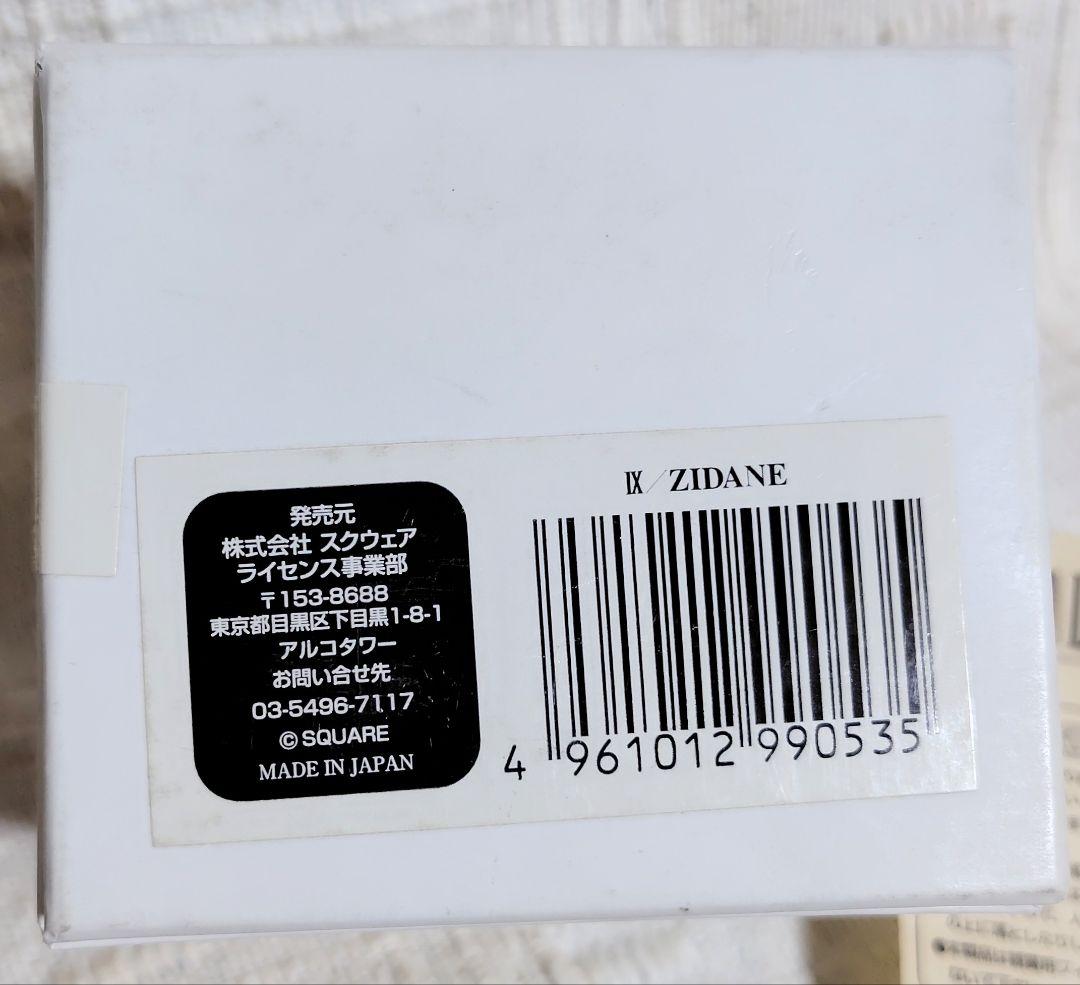 発売元
株式会社 スクウェア
ライセンス事業部
〒153-8688
東京都目黒区下目黒1-8-1
アルコタワー
お問い合せ先
03-5496-7117
© SQUARE
MADE IN JAPAN
Ⅸ/ZIDANE
4 961012 990535